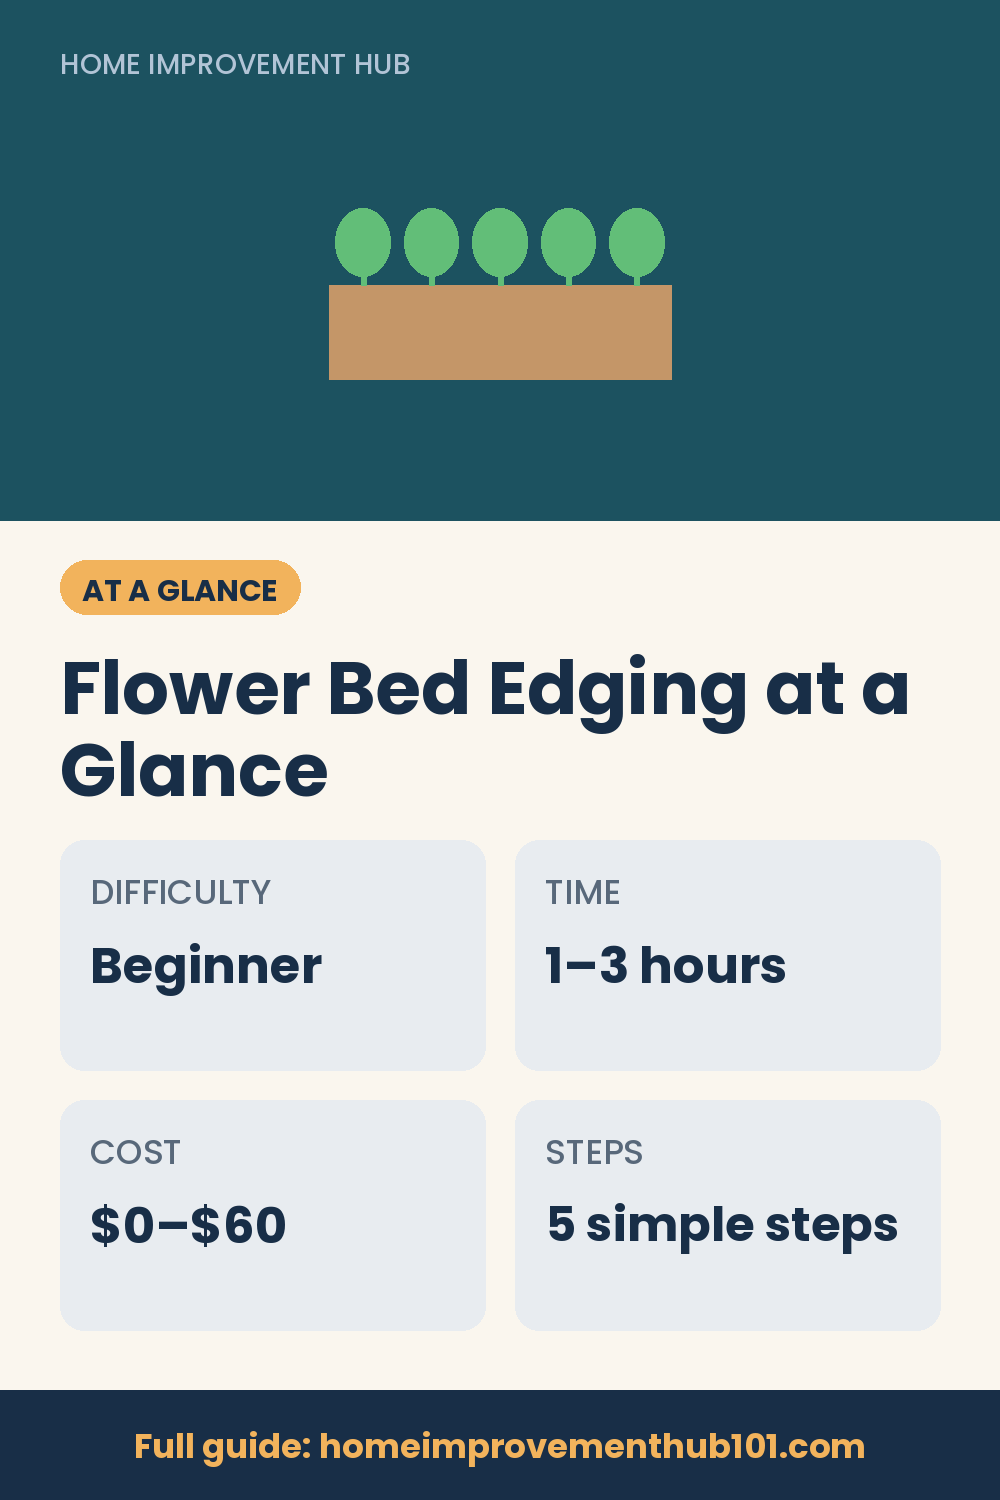 HOME IMPROVEMENT HUB
AT A GLANCE
Flower Bed Edging at a
Glance
DIFFICULTY
Beginner
TIME
1–3 hours
COST
$0–$60
STEPS
5 simple steps
Full guide: homeimprovementhub101.com